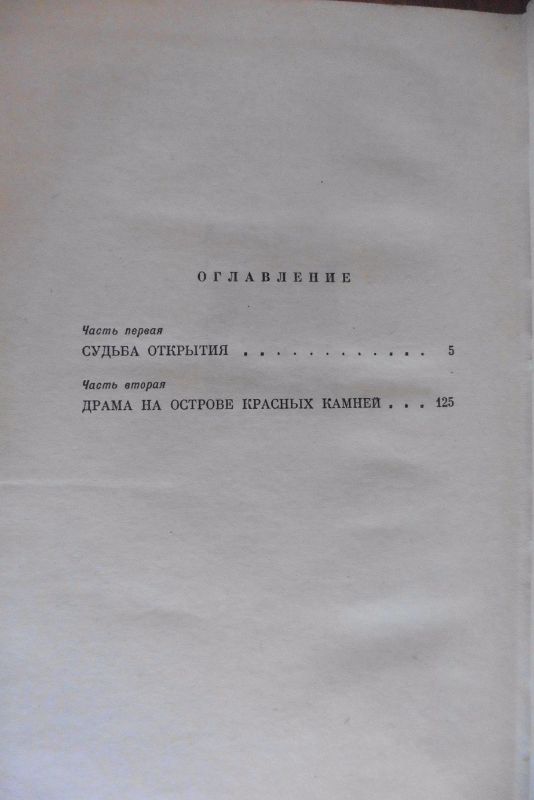 ОГЛАВЛЕНИЕ
Часть первая
СУДЬБА ОТКРЫТИЯ . . . . . . . . . . . . 5
Часть вторая
ДРАМА НА ОСТРОВЕ КРАСНЫХ КАМНЕЙ . . . 125